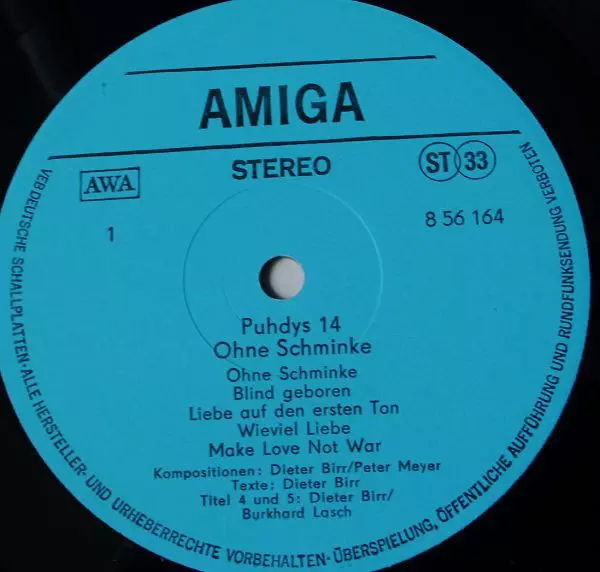 AMIGA
STEREO
AWA
ST 33
1
8 56 164
Puhdys 14
Ohne Schminke
Ohne Schminke
Blind geboren
Liebe auf den ersten Ton
Wieviel Liebe
Make Love Not War
Kompositionen: Dieter Birr/Peter Meyer
Texte: Dieter Birr
Titel 4 und 5: Dieter Birr/
Burkhard Lasch
VEB DEUTSCHE SCHALLPLATTEN · ALLE HERSTELLER- UND URHEBERRECHTE VORBEHALTEN · ÜBERSPIELUNG, ÖFFENTLICHE AUFFÜHRUNG UND RUNDFUNKSENDUNG VERBOTEN